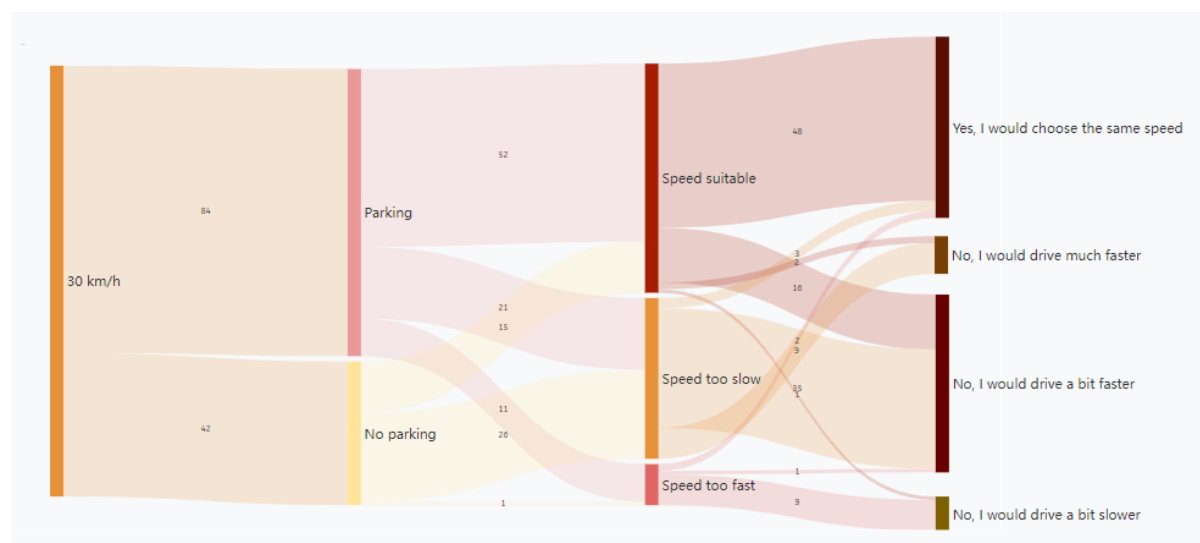 30 km/h
84
42
Parking
No parking
52
21
15
11
26
1
Speed suitable
Speed too slow
Speed too fast
48
3
2
16
2
9
35
1
1
9
Yes, I would choose the same speed
No, I would drive much faster
No, I would drive a bit faster
No, I would drive a bit slower